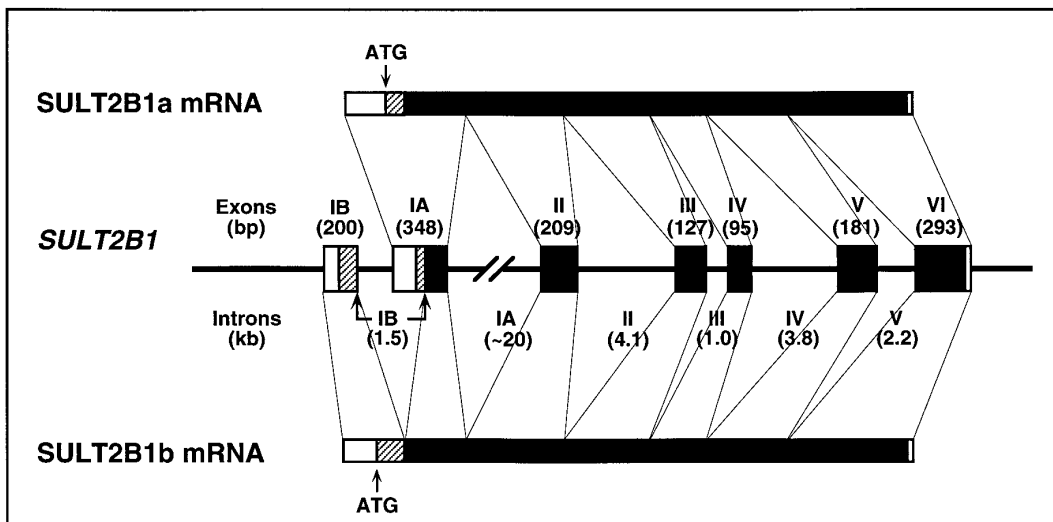 ATG
SULT2B1a mRNA
Exons (bp)
IB (200)
IA (348)
II (209)
III (127)
IV (95)
V (181)
VI (293)
SULT2B1
Introns (kb)
IB (1.5)
IA (~20)
II (4.1)
III (1.0)
IV (3.8)
V (2.2)
SULT2B1b mRNA
ATG